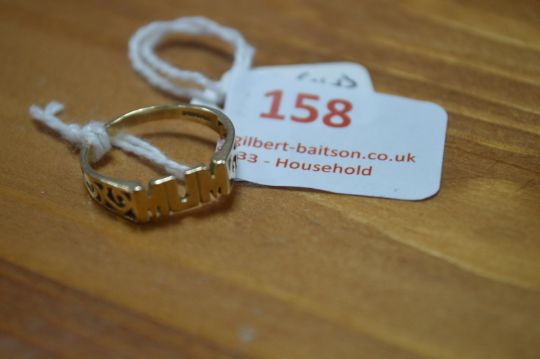 158
gilbert-baitson.co.uk
33 - Household
MUM